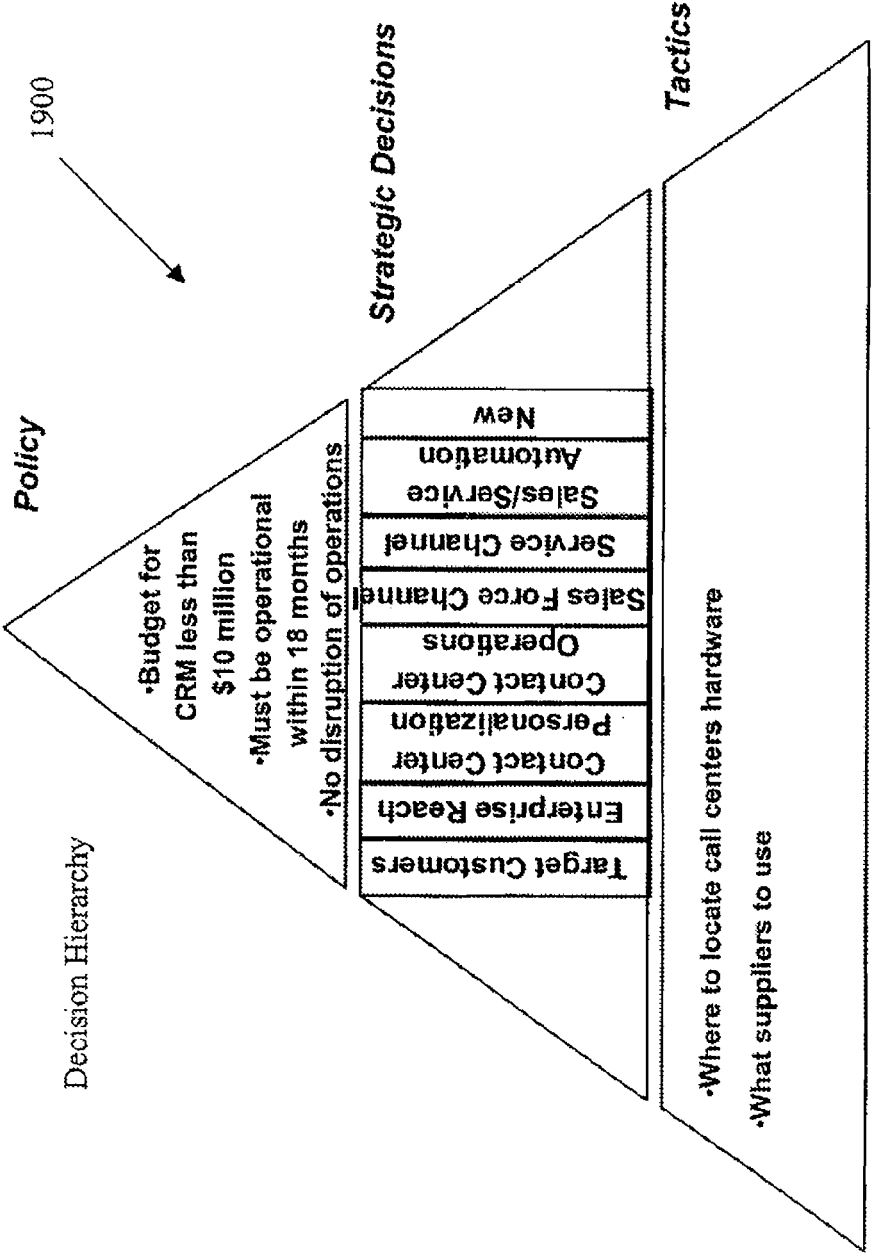 Decision Hierarchy
1900
Policy
•Budget for
CRM less than
$10 million
•Must be operational
within 18 months
•No disruption of operations
Strategic Decisions
Target Customers
Enterprise Reach
Contact Center
Personalization
Contact Center
Operations
Sales Force Channel
Service Channel
Sales/Service
Automation
New
Tactics
•Where to locate call centers hardware
•What suppliers to use